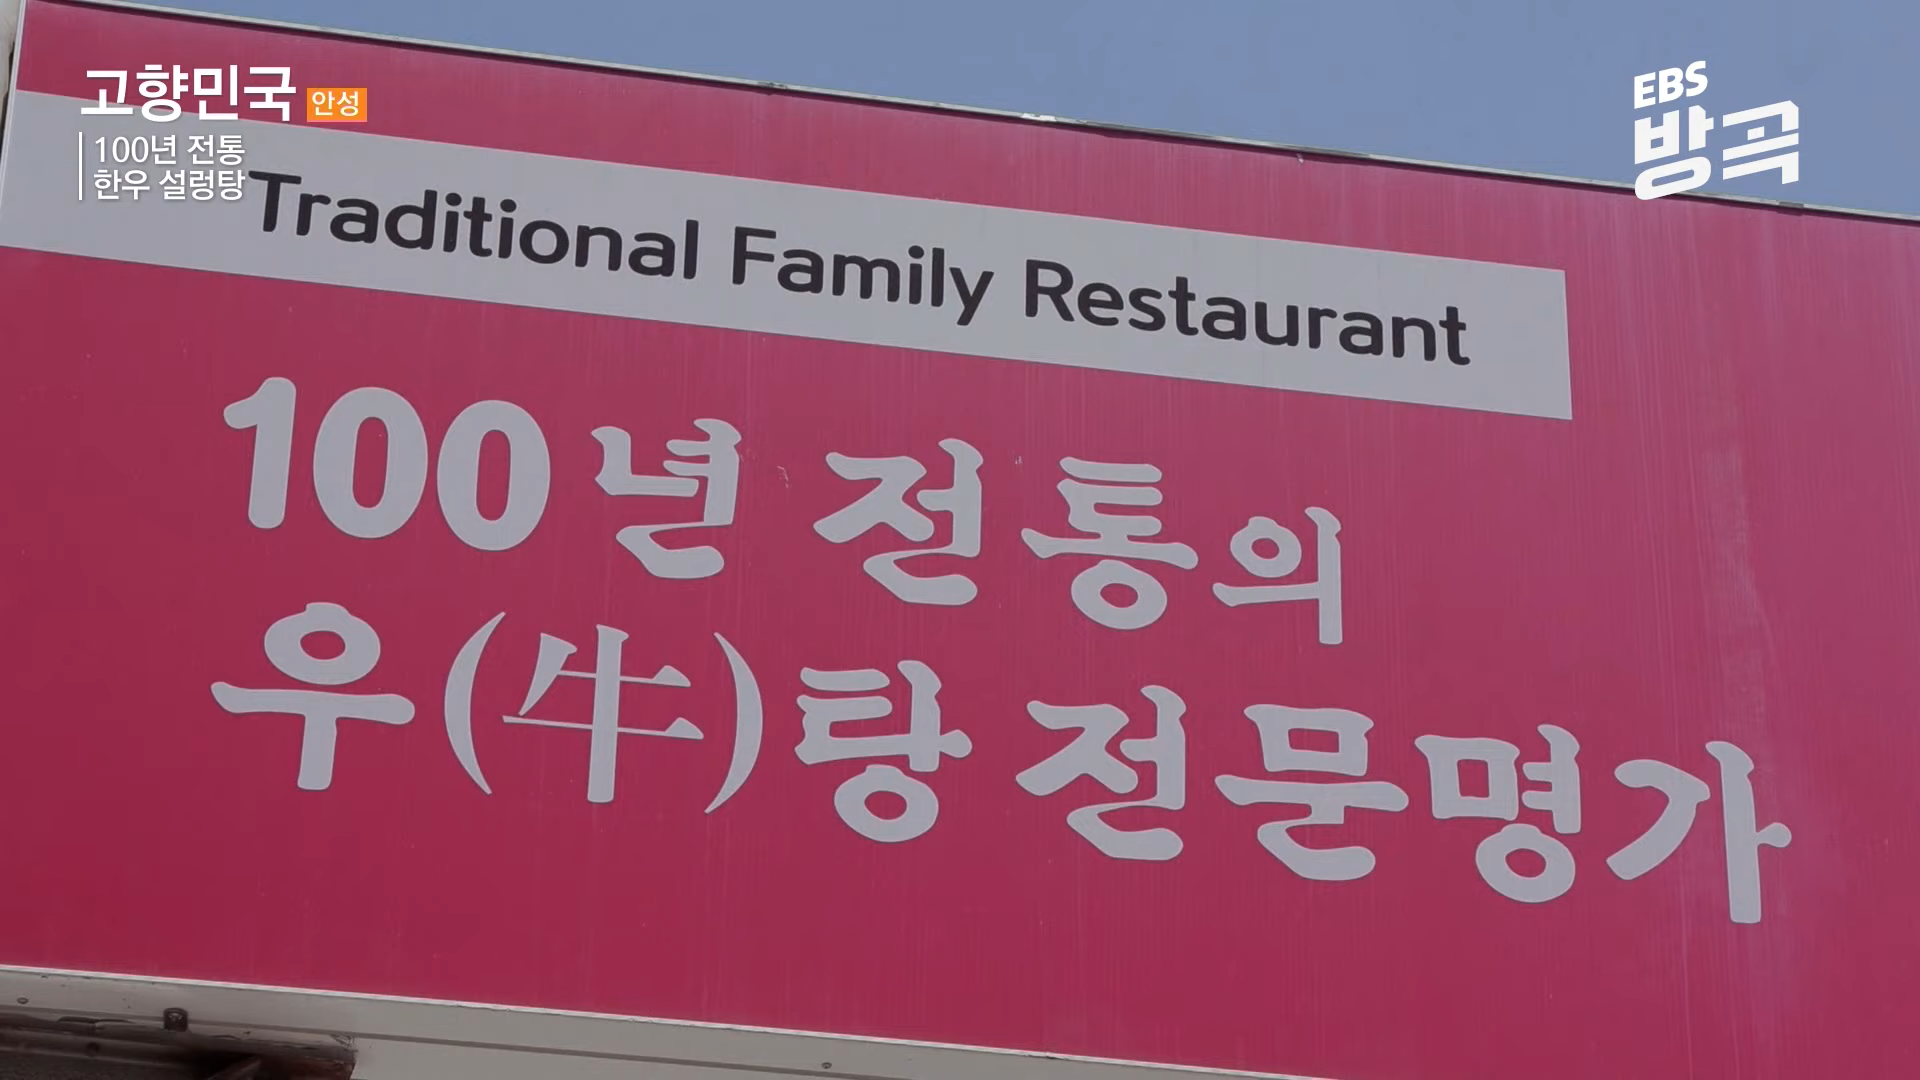 고향민국 안성
100년 전통
한우 설렁탕
EBS
방곡
Traditional Family Restaurant
100년 전통의
우(牛)탕 전문명가